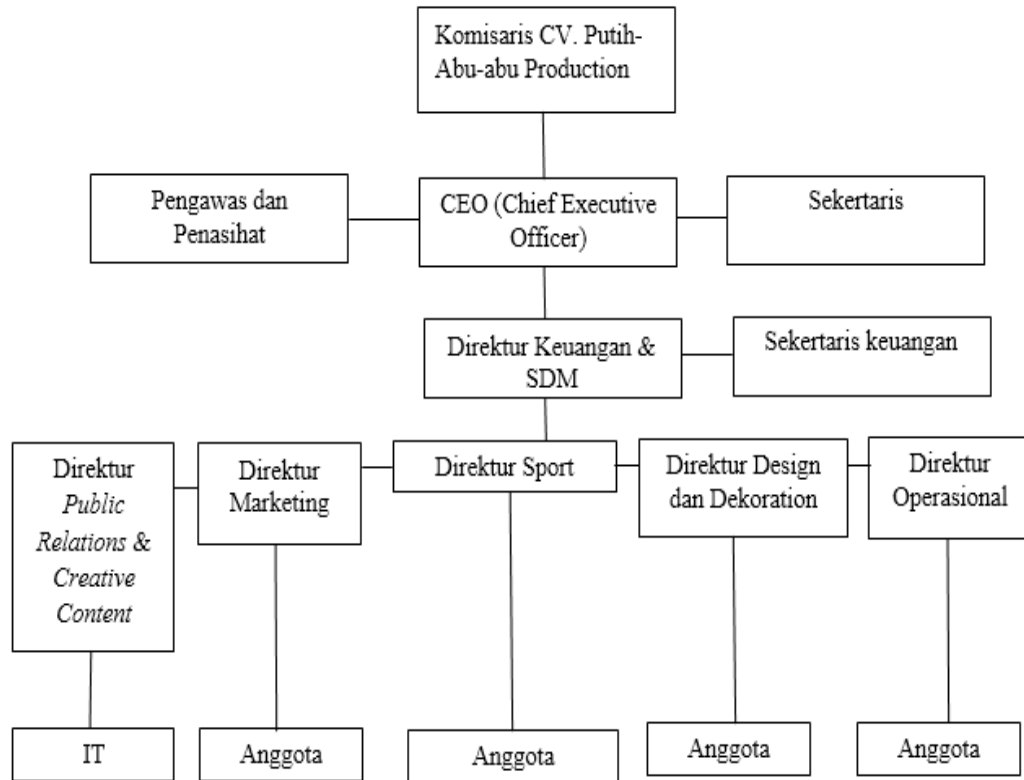 Komisaris CV. Putih-
Abu-abu Production
Pengawas dan
Penasihat
CEO (Chief Executive
Officer)
Sekertaris
Direktur Keuangan &
SDM
Sekertaris keuangan
Direktur
Public
Relations &
Creative
Content
Direktur
Marketing
Direktur Sport
Direktur Design
dan Dekoration
Direktur
Operasional
IT
Anggota
Anggota
Anggota
Anggota